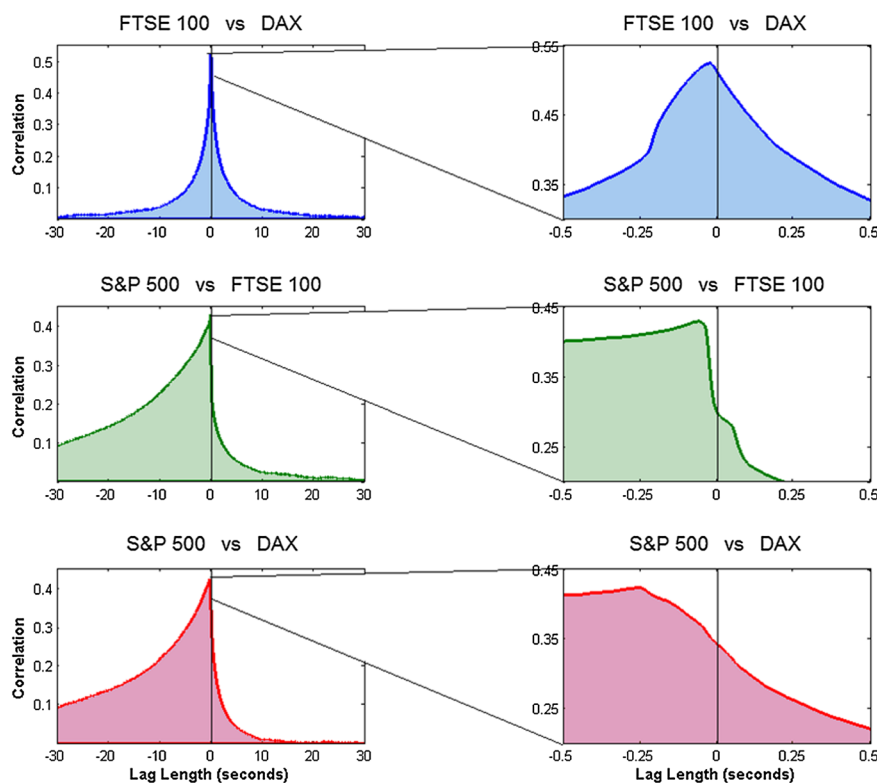 FTSE 100 vs DAX
Correlation
0.5
0.4
0.3
0.2
0.1
-30 -20 -10 0 10 20 30
FTSE 100 vs DAX
0.55
0.45
0.35
-0.5 -0.25 0 0.25 0.5
S&P 500 vs FTSE 100
Correlation
0.4
0.3
0.2
0.1
-30 -20 -10 0 10 20 30
S&P 500 vs FTSE 100
0.45
0.35
0.25
-0.5 -0.25 0 0.25 0.5
S&P 500 vs DAX
Correlation
0.4
0.3
0.2
0.1
-30 -20 -10 0 10 20 30
Lag Length (seconds)
S&P 500 vs DAX
0.45
0.35
0.25
-0.5 -0.25 0 0.25 0.5
Lag Length (seconds)